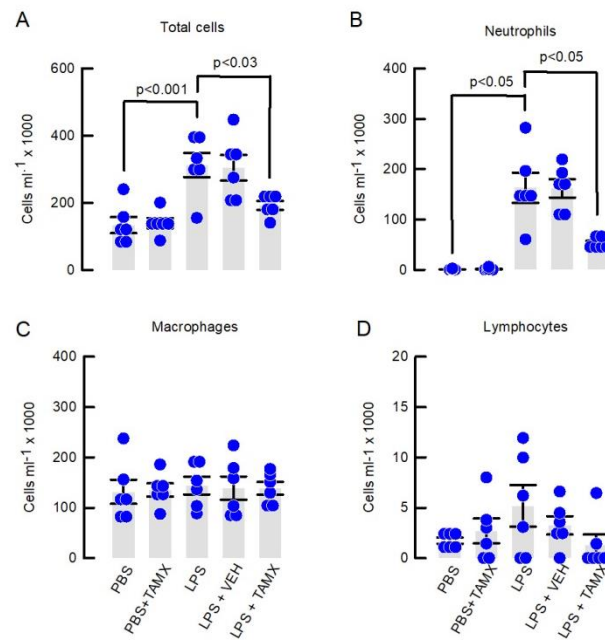 A
Total cells
Cells ml⁻¹ x 1000
600
400
200
0
p<0.001
p<0.03
B
Neutrophils
Cells ml⁻¹ x 1000
400
300
200
100
0
p<0.05
p<0.05
C
Macrophages
Cells ml-1 x 1000
400
300
200
100
0
PBS
PBS+TAMX
LPS
LPS + VEH
LPS + TAMX
D
Lymphocytes
Cells ml-1 x 1000
20
15
10
5
0
PBS
PBS+TAMX
LPS
LPS + VEH
LPS + TAMX